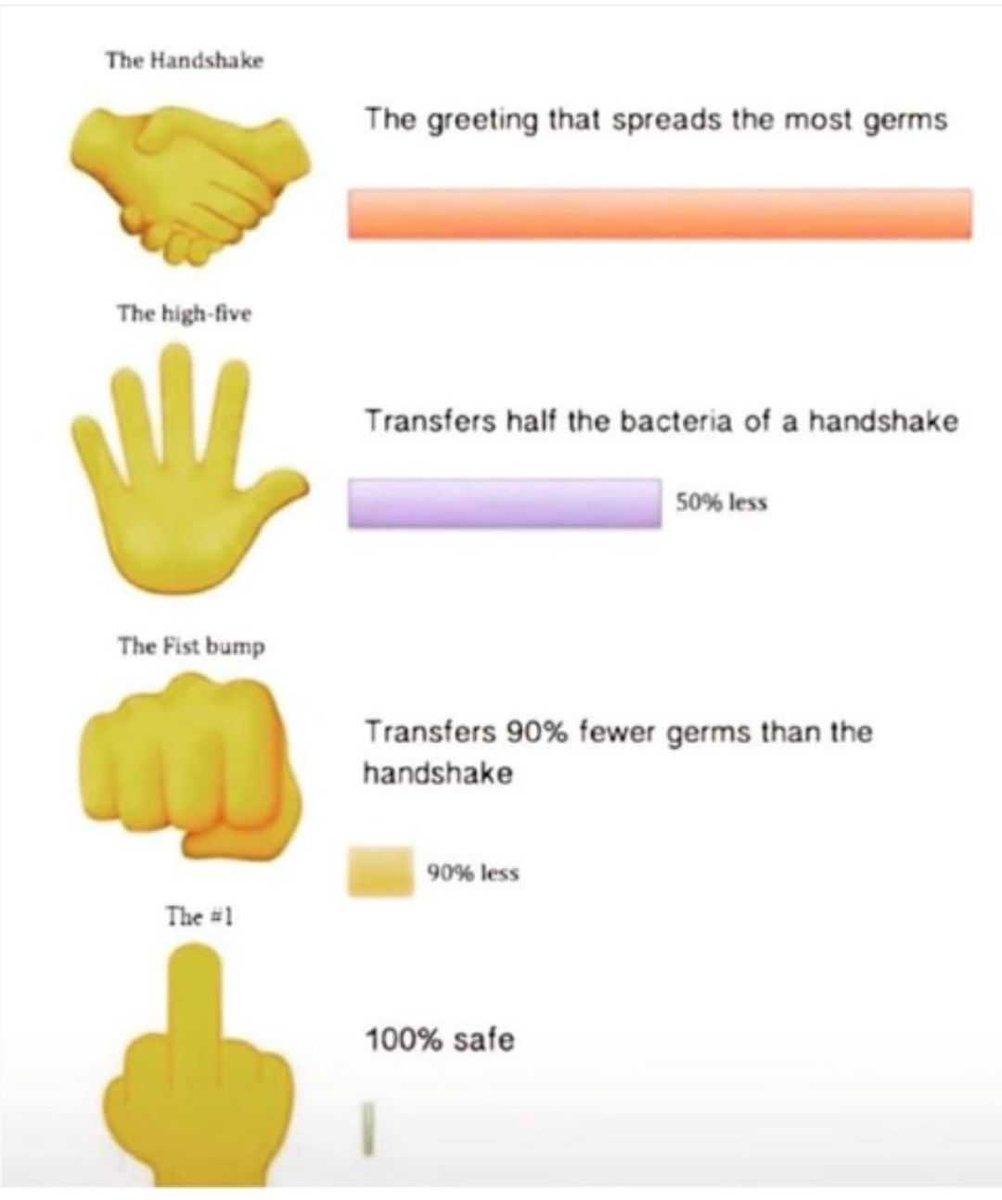 The Handshake
The greeting that spreads the most germs
The high-five
Transfers half the bacteria of a handshake
50% less
The Fist bump
Transfers 90% fewer germs than the
handshake
90% less
The #1
100% safe